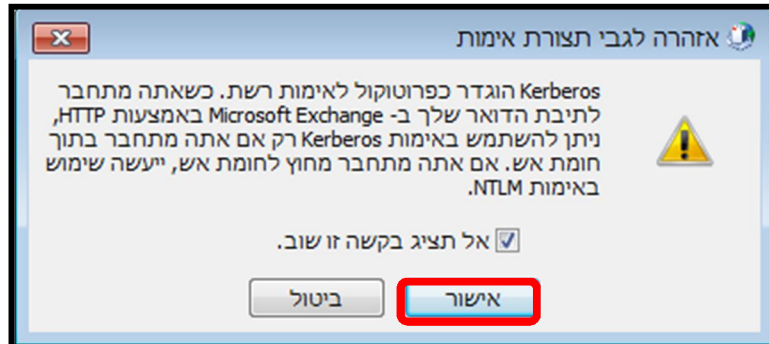 אזהרה לגבי תצורת אימות
Kerberos הוגדר כפרוטוקול לאימות רשת. כשאתה מתחבר
לתיבת הדואר שלך ב- Microsoft Exchange באמצעות HTTP,
ניתן להשתמש באימות Kerberos רק אם אתה מתחבר בתוך
חומת אש. אם אתה מתחבר מחוץ לחומת אש, ייעשה שימוש
באימות NTLM.
אל תציג בקשה זו שוב.
אישור ביטול